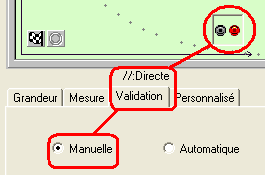 //:Directe
Grandeur Mesure Validation Personnalisé
Manuelle Automatique